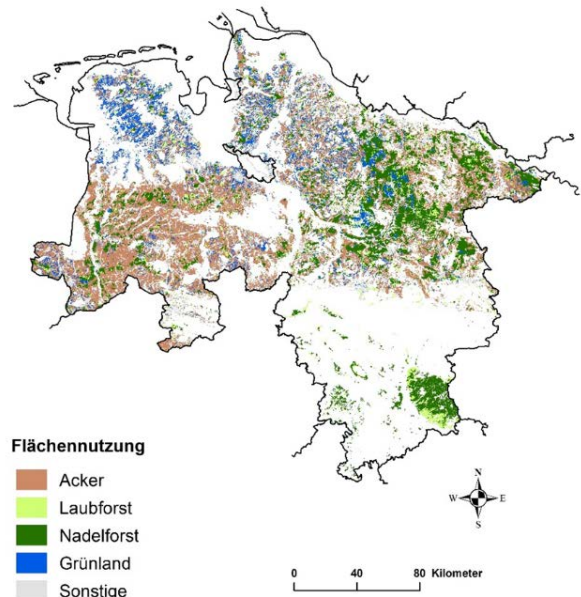 Flächennutzung
Acker
Laubforst
Nadelforst
Grünland
Sonstige
N
W E
S
0 40 80 Kilometer